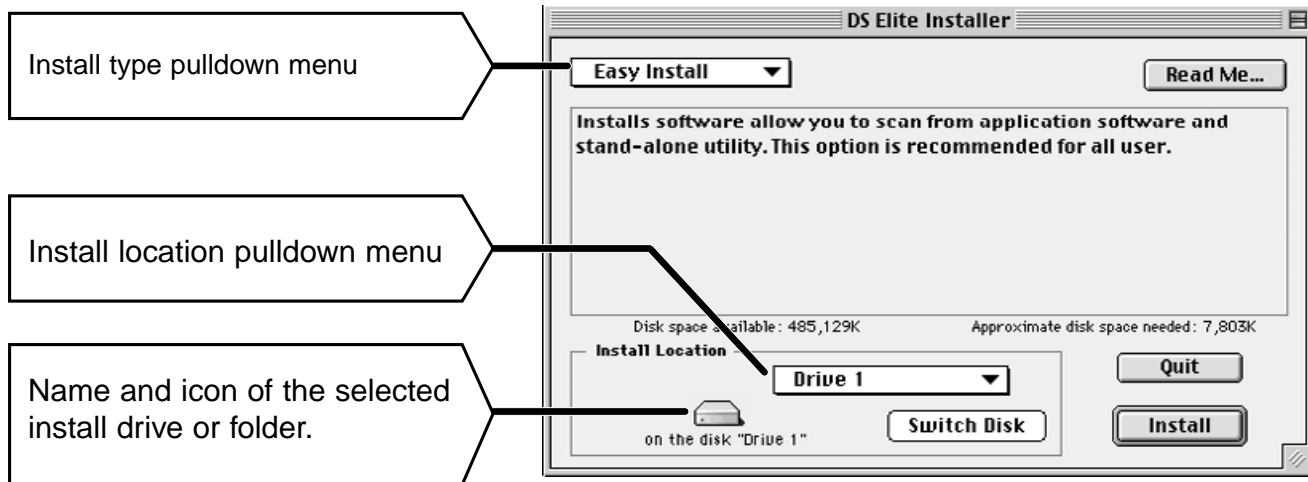 DS Elite Installer
Install type pulldown menu
Easy Install
Read Me...
Installs software allow you to scan from application software and
stand-alone utility. This option is recommended for all user.
Install location pulldown menu
Disk space available: 485,129K
Approximate disk space needed: 7,803K
Install Location
Drive 1
Quit
Name and icon of the selected
install drive or folder.
on the disk "Drive 1"
Switch Disk
Install